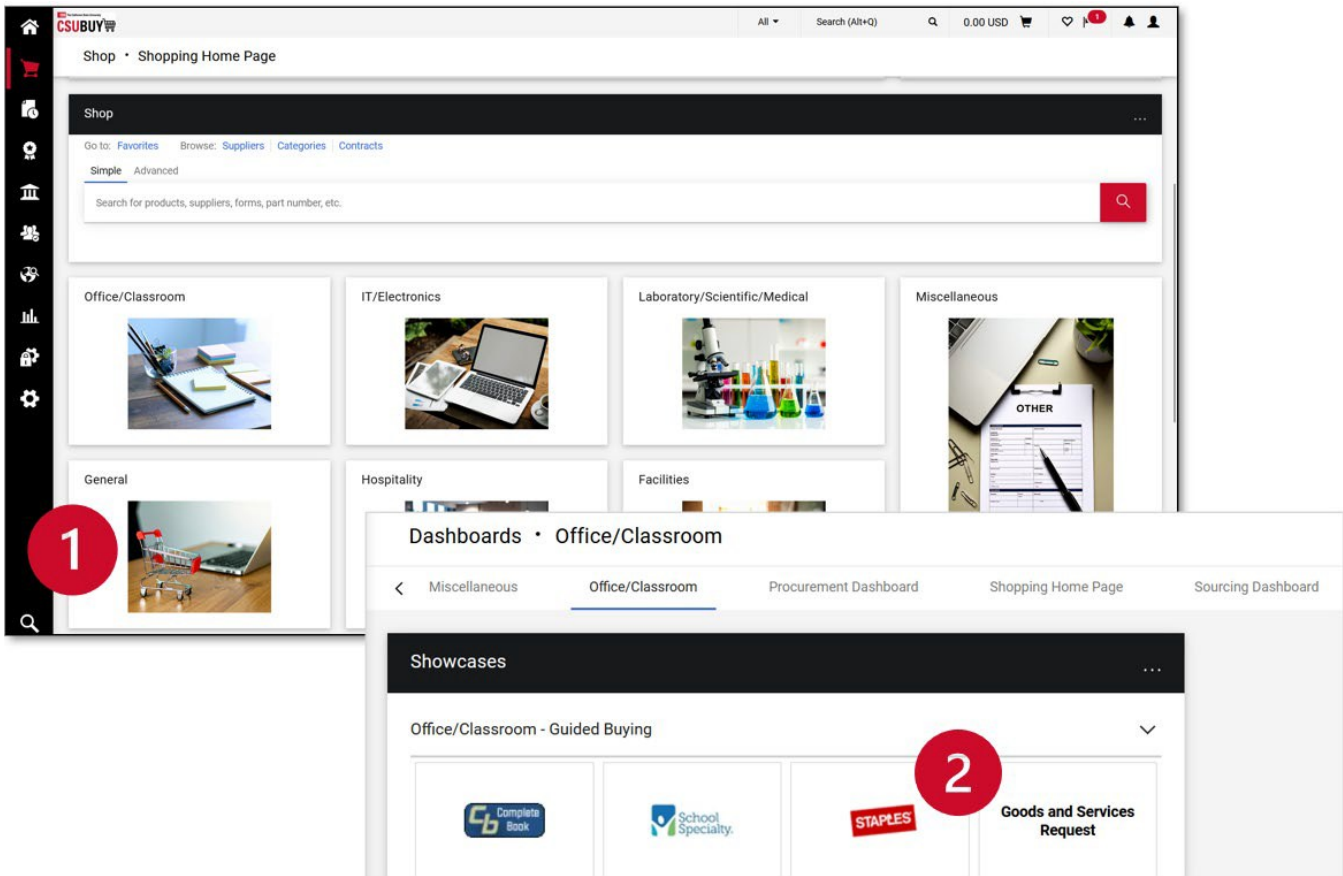 CSUBUY
All
Search (Alt+Q)
0.00 USD
1
Shop • Shopping Home Page
Shop
...
Go to: Favorites Browse: Suppliers | Categories | Contracts
Simple Advanced
Search for products, suppliers, forms, part number, etc.
Office/Classroom
IT/Electronics
Laboratory/Scientific/Medical
Miscellaneous
OTHER
General
Hospitality
Facilities
1
Dashboards • Office/Classroom
Miscellaneous
Office/Classroom
Procurement Dashboard
Shopping Home Page
Sourcing Dashboard
Showcases
...
Office/Classroom - Guided Buying
2
Cb Complete
Book
School
Specialty.
STAPLES
Goods and Services
Request